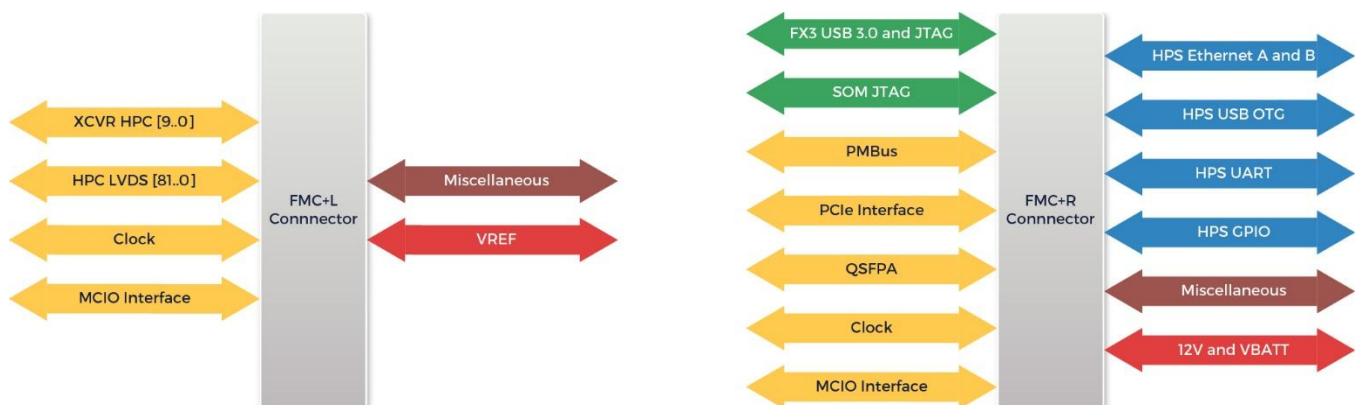 XCVR HPC [9..0]
HPC LVDS [81..0]
Clock
MCIO Interface
FMC+L
Connnector
Miscellaneous
VREF
FX3 USB 3.0 and JTAG
SOM JTAG
PMBus
PCIe Interface
QSFPA
Clock
MCIO Interface
FMC+R
Connnector
HPS Ethernet A and B
HPS USB OTG
HPS UART
HPS GPIO
Miscellaneous
12V and VBATT